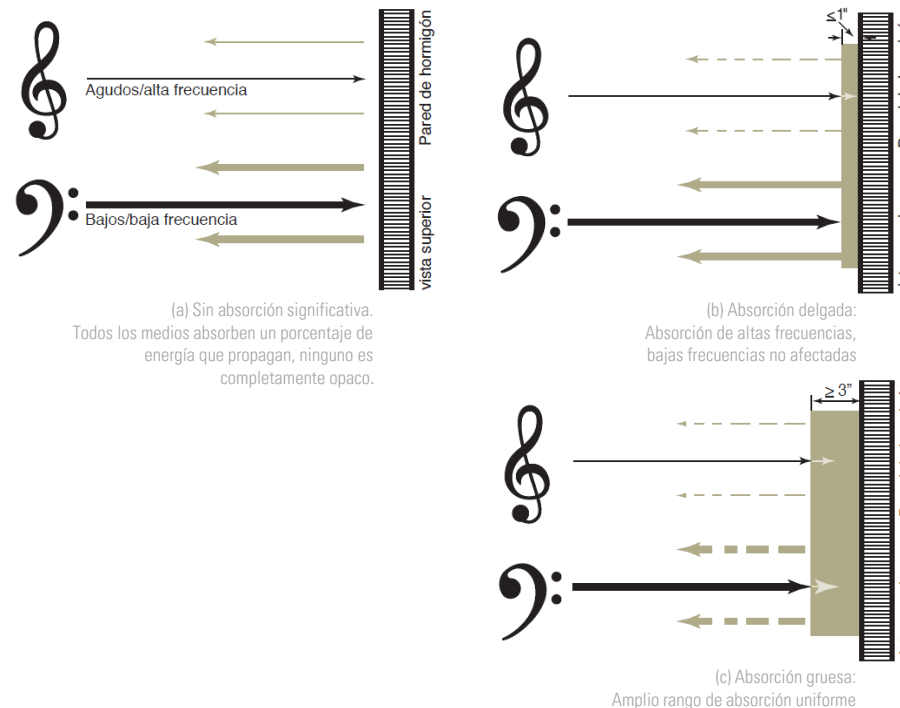 Agudos/alta frecuencia
Bajos/baja frecuencia
Pared de hormigón
vista superior
(a) Sin absorción significativa.
Todos los medios absorben un porcentaje de
energía que propagan, ninguno es
completamente opaco.
≤1"
(b) Absorción delgada:
Absorción de altas frecuencias,
bajas frecuencias no afectadas
≥ 3"
(c) Absorción gruesa:
Amplio rango de absorción uniforme